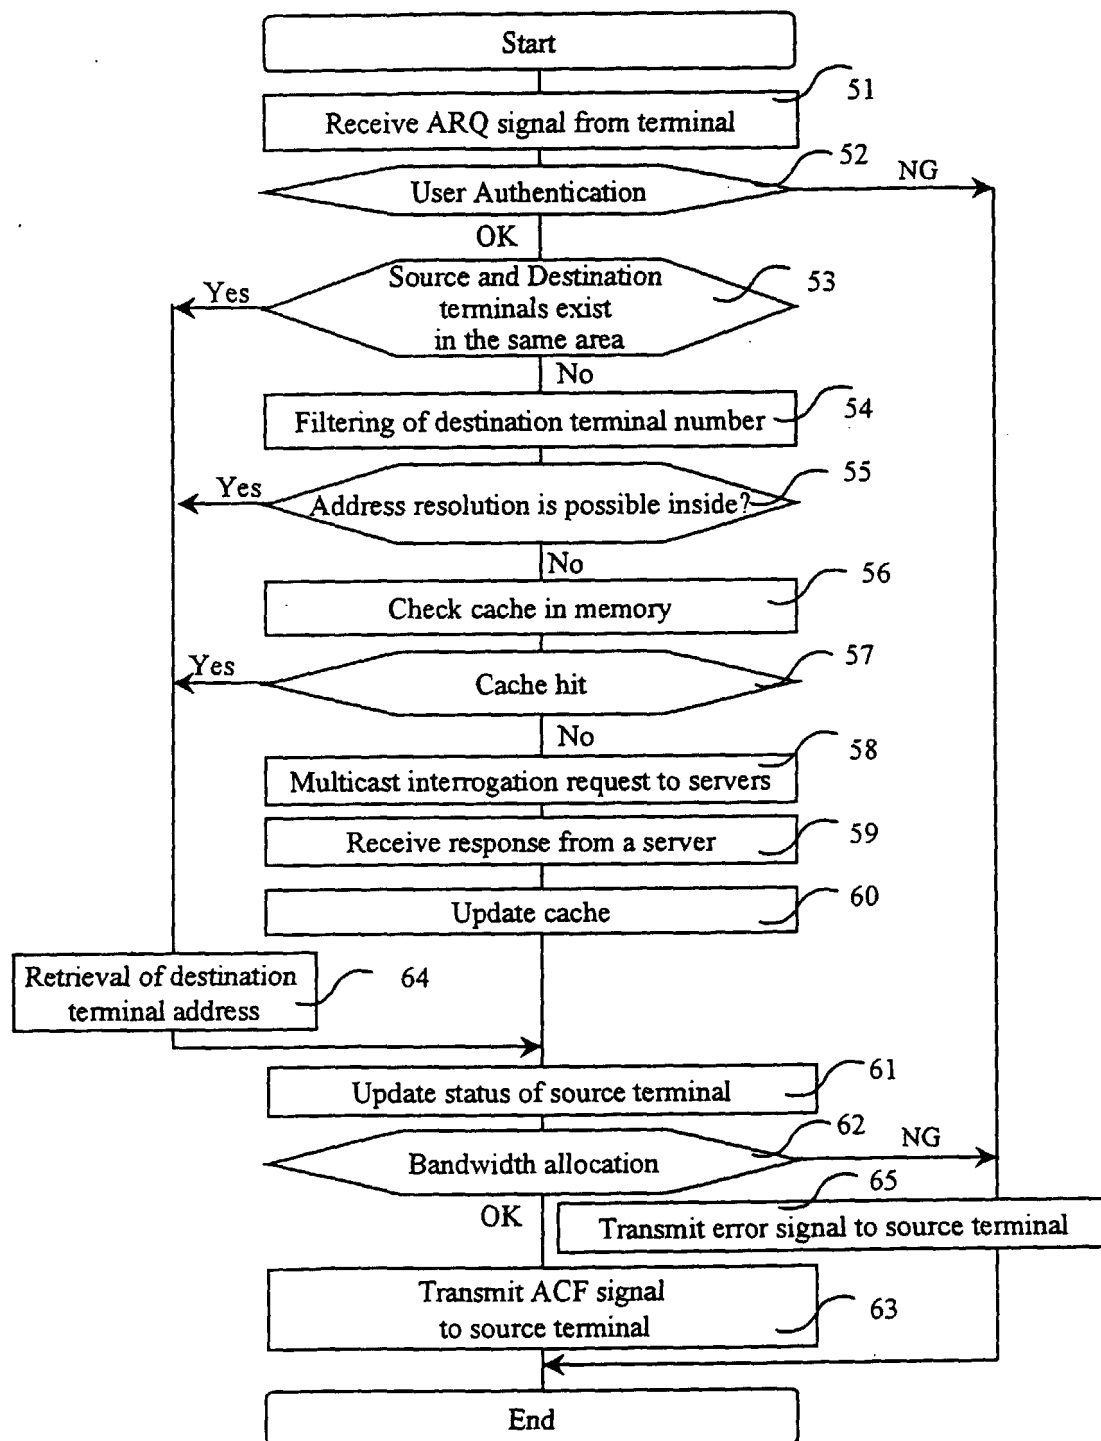 Start
51
Receive ARQ signal from terminal
52
User Authentication
NG
OK
Source and Destination
terminals exist
in the same area
53
Yes
No
Filtering of destination terminal number
54
Address resolution is possible inside?
55
Yes
No
Check cache in memory
56
Cache hit
57
Yes
No
Multicast interrogation request to servers
58
Receive response from a server
59
Update cache
60
Retrieval of destination
terminal address
64
Update status of source terminal
61
Bandwidth allocation
62
NG
OK
65
Transmit error signal to source terminal
Transmit ACF signal
to source terminal
63
End